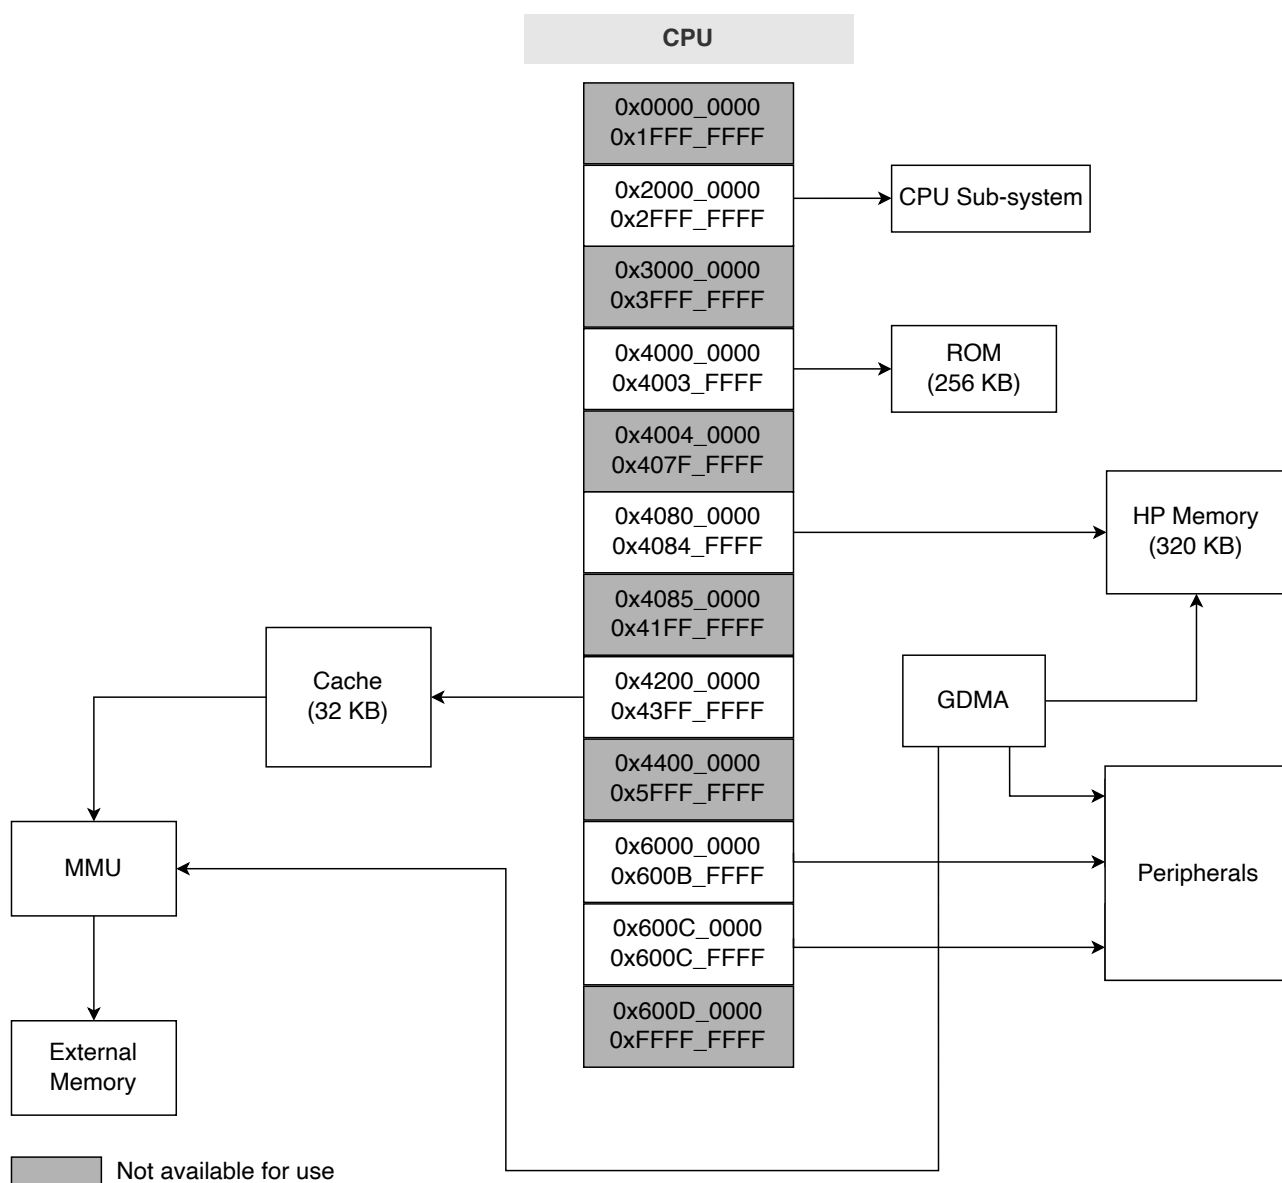 CPU
0x0000_0000
0x1FFF_FFFF
0x2000_0000
0x2FFF_FFFF
CPU Sub-system
0x3000_0000
0x3FFF_FFFF
0x4000_0000
0x4003_FFFF
ROM
(256 KB)
0x4004_0000
0x407F_FFFF
0x4080_0000
0x4084_FFFF
HP Memory
(320 KB)
0x4085_0000
0x41FF_FFFF
Cache
(32 KB)
0x4200_0000
0x43FF_FFFF
GDMA
0x4400_0000
0x5FFF_FFFF
MMU
0x6000_0000
0x600B_FFFF
Peripherals
0x600C_0000
0x600C_FFFF
0x600D_0000
0xFFFF_FFFF
External
Memory
Not available for use